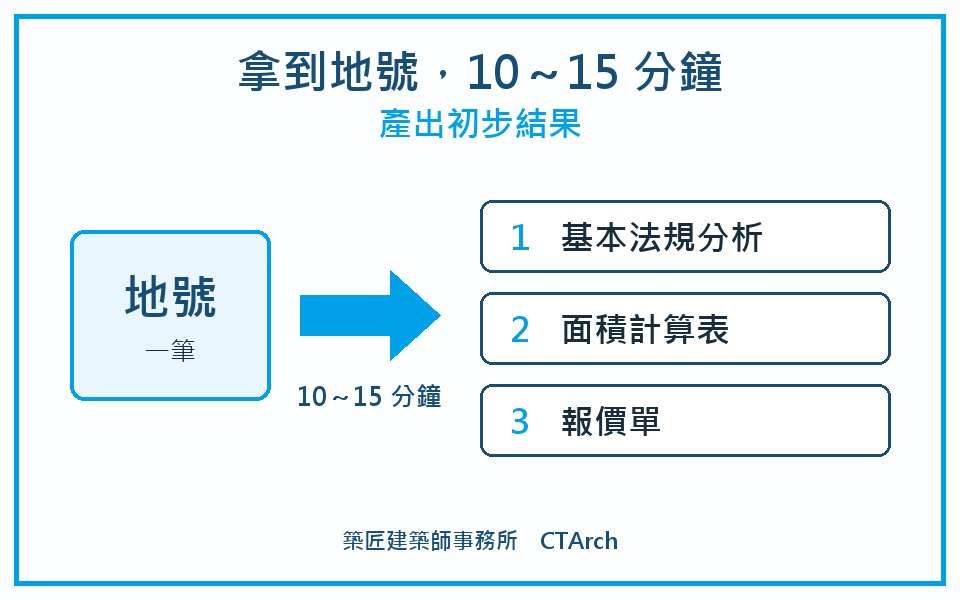 拿到地號，10～15 分鐘
產出初步結果
地號
一筆
10～15 分鐘
1 基本法規分析
2 面積計算表
3 報價單
築匠建築師事務所 CTArch